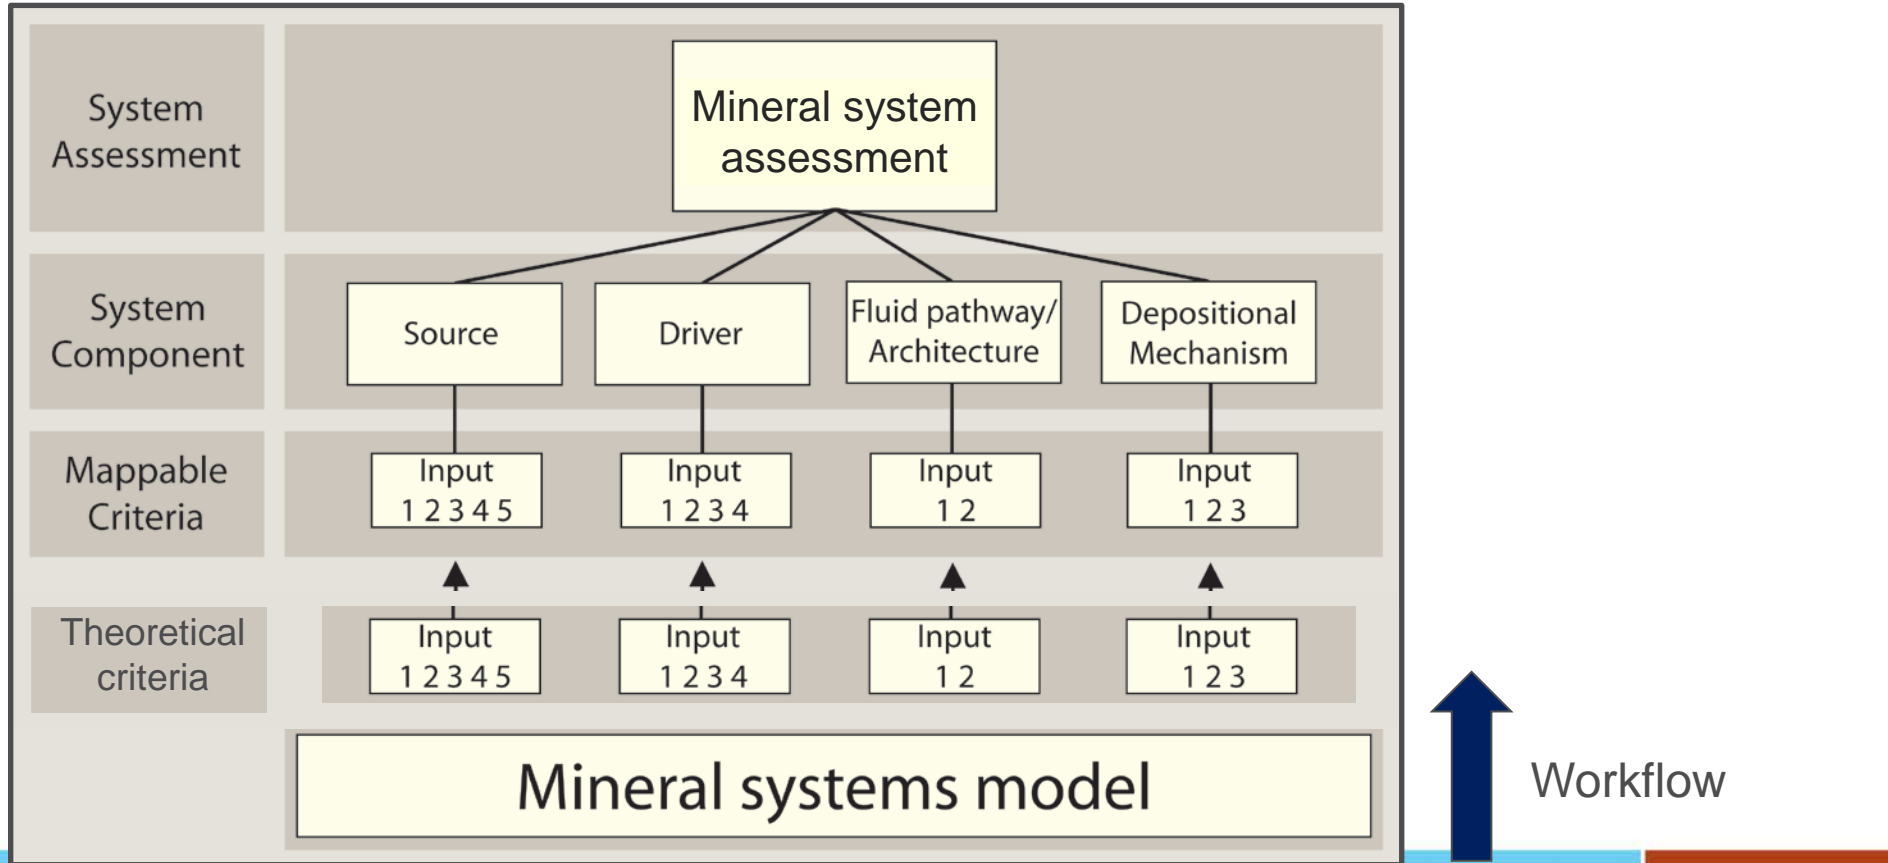 System
Assessment
Mineral system
assessment
System
Component
Source
Driver
Fluid pathway/
Architecture
Depositional
Mechanism
Mappable
Criteria
Input
1 2 3 4 5
Input
1 2 3 4
Input
1 2
Input
1 2 3
Theoretical
criteria
Input
1 2 3 4 5
Input
1 2 3 4
Input
1 2
Input
1 2 3
Mineral systems model
Workflow